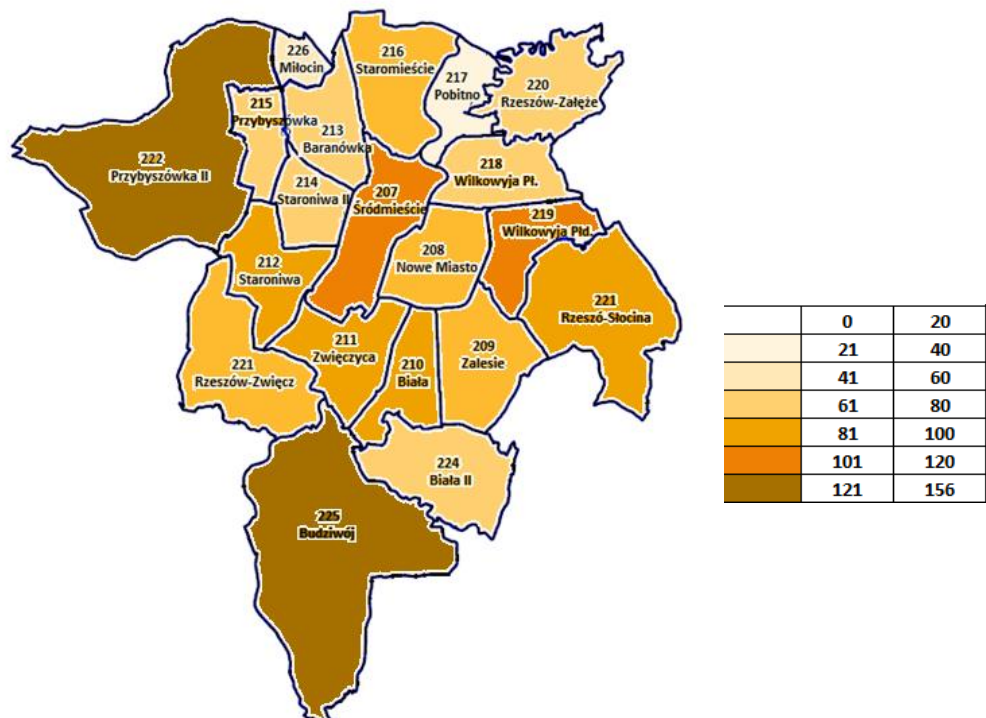 226
Miłocin
216
Staromieście
217
Pobitno
220
Rzeszów-Załęże
215
Przybyszówka
213
Baranówka
222
Przybyszówka II
218
Wilkowyja Pł.
214
Staroniwa II
207
Śródmieście
219
Wilkowyja Płd.
208
Nowe Miasto
212
Staroniwa
221
Rzeszó-Słocina
211
Zwięczyca
209
Zalesie
210
Biała
221
Rzeszów-Zwięcz
224
Biała II
225
Budziwój
0 20
21 40
41 60
61 80
81 100
101 120
121 156